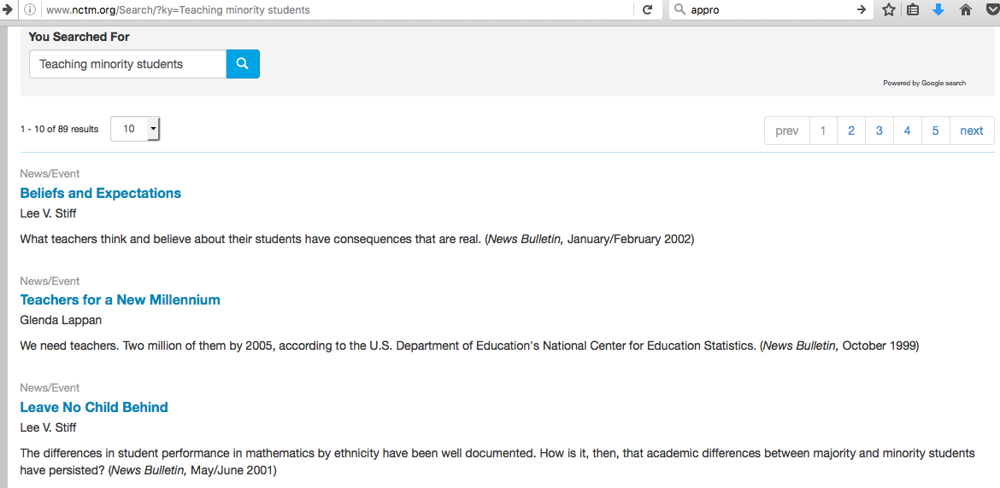 www.nctm.org/Search/?ky=Teaching minority students
appro
You Searched For
Teaching minority students
Powered by Google search
1 - 10 of 89 results
10
prev 1 2 3 4 5 next
News/Event
Beliefs and Expectations
Lee V. Stiff
What teachers think and believe about their students have consequences that are real. (News Bulletin, January/February 2002)
News/Event
Teachers for a New Millennium
Glenda Lappan
We need teachers. Two million of them by 2005, according to the U.S. Department of Education's National Center for Education Statistics. (News Bulletin, October 1999)
News/Event
Leave No Child Behind
Lee V. Stiff
The differences in student performance in mathematics by ethnicity have been well documented. How is it, then, that academic differences between majority and minority students
have persisted? (News Bulletin, May/June 2001)